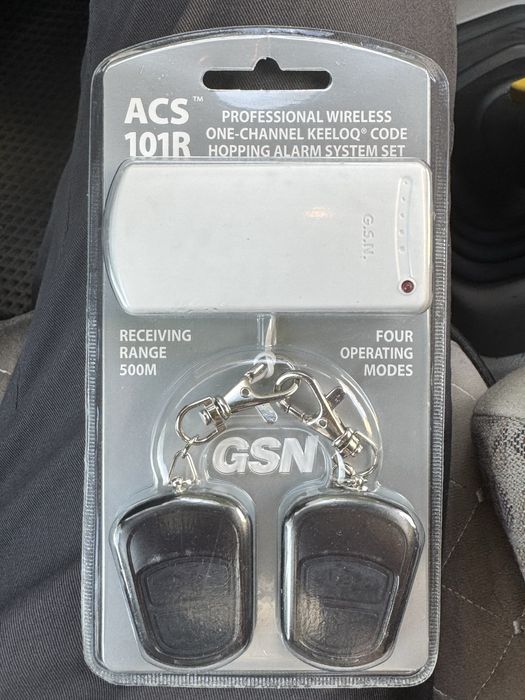 ACS™
101R
PROFESSIONAL WIRELESS
ONE-CHANNEL KEELOQ® CODE
HOPPING ALARM SYSTEM SET
G.S.N.
RECEIVING
RANGE
500M
FOUR
OPERATING
MODES
GSN